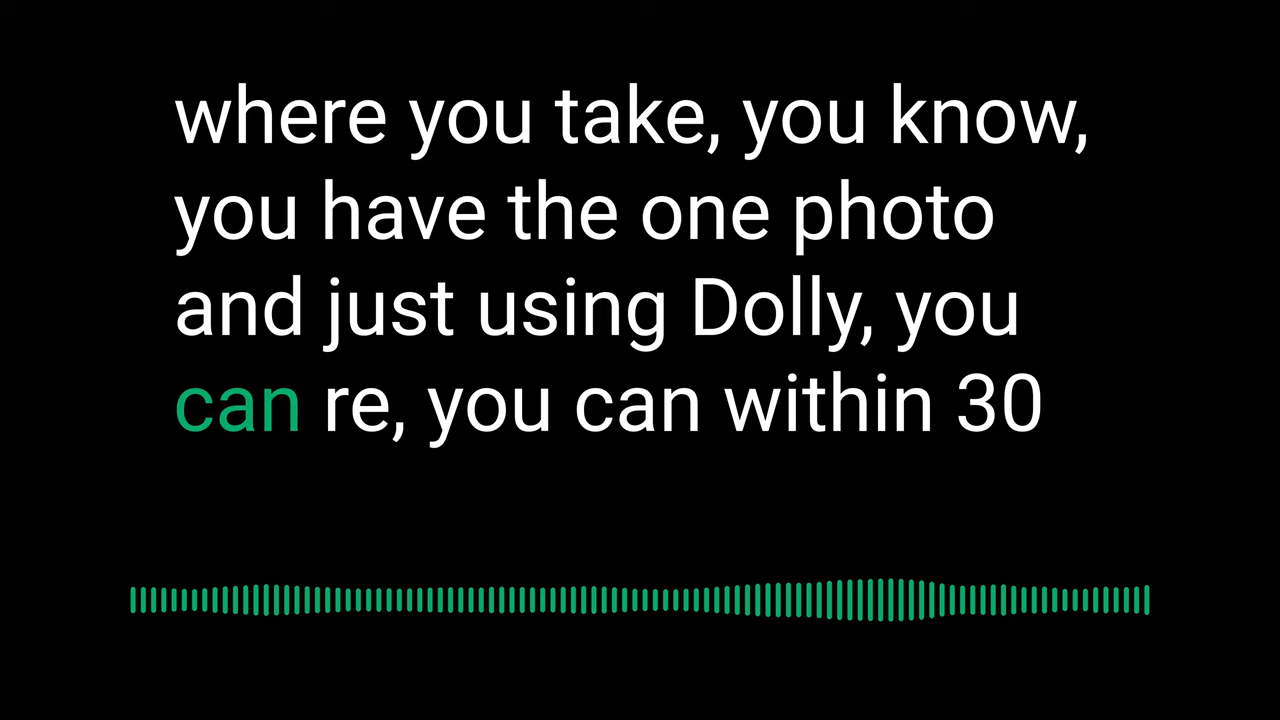 where you take, you know,
you have the one photo
and just using Dolly, you
can re, you can within 30